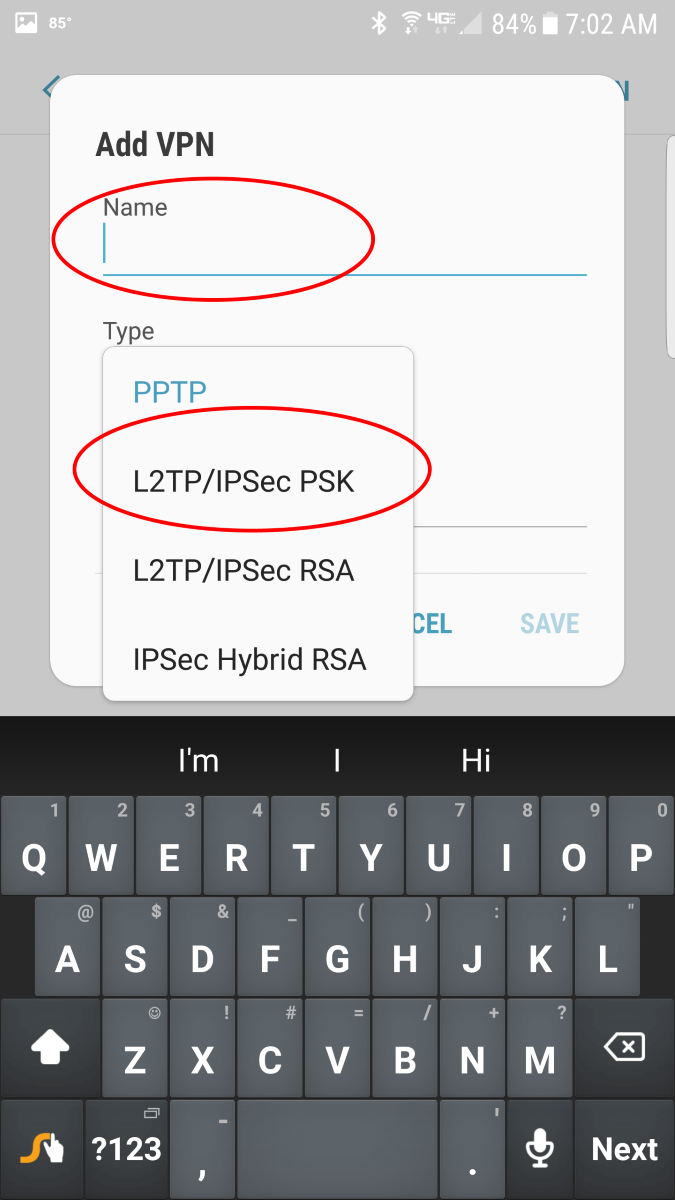 85° 4G 84% 7:02 AM
N
Add VPN
Name
Type
PPTP
L2TP/IPSec PSK
L2TP/IPSec RSA
CEL SAVE
IPSec Hybrid RSA
I'm I Hi
1 2 3 4 5 6 7 8 9 0
Q W E R T Y U I O P
@ $ & _ ( ) : ; "
A S D F G H J K L
! # = / + ?
Z X C V B N M
- '
?123 , . Next